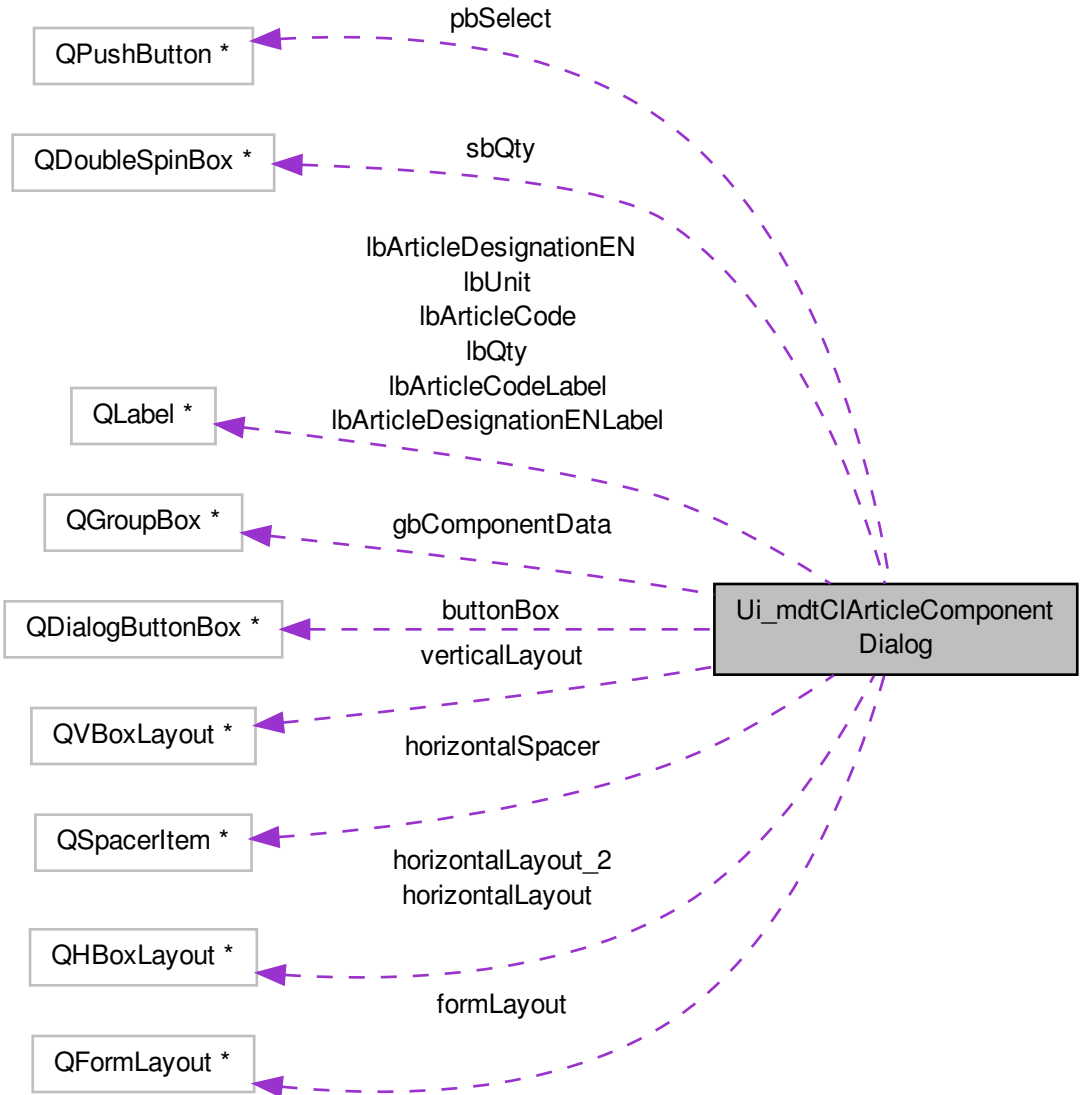 pbSelect
QPushButton *
sbQty
QDoubleSpinBox *
lbArticleDesignationEN
lbUnit
lbArticleCode
lbQty
lbArticleCodeLabel
lbArticleDesignationENLabel
QLabel *
gbComponentData
QGroupBox *
buttonBox
QDialogButtonBox *
Ui_mdtClArticleComponent
Dialog
verticalLayout
QVBoxLayout *
horizontalSpacer
QSpacerItem *
horizontalLayout_2
horizontalLayout
QHBoxLayout *
formLayout
QFormLayout *